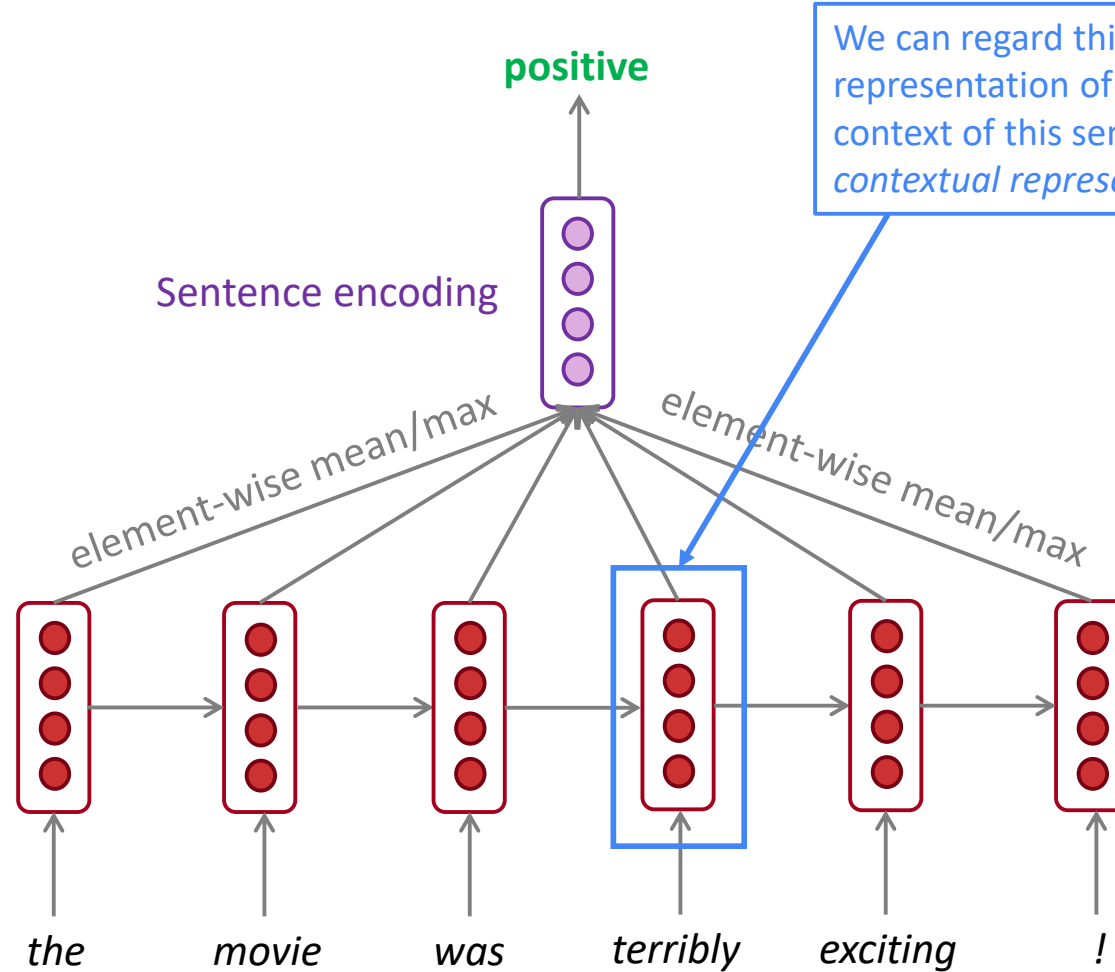 positive
We can regard thi
representation of
context of this ser
contextual represe
Sentence encoding
element-wise mean/max
element-wise mean/max
the movie was terribly exciting !